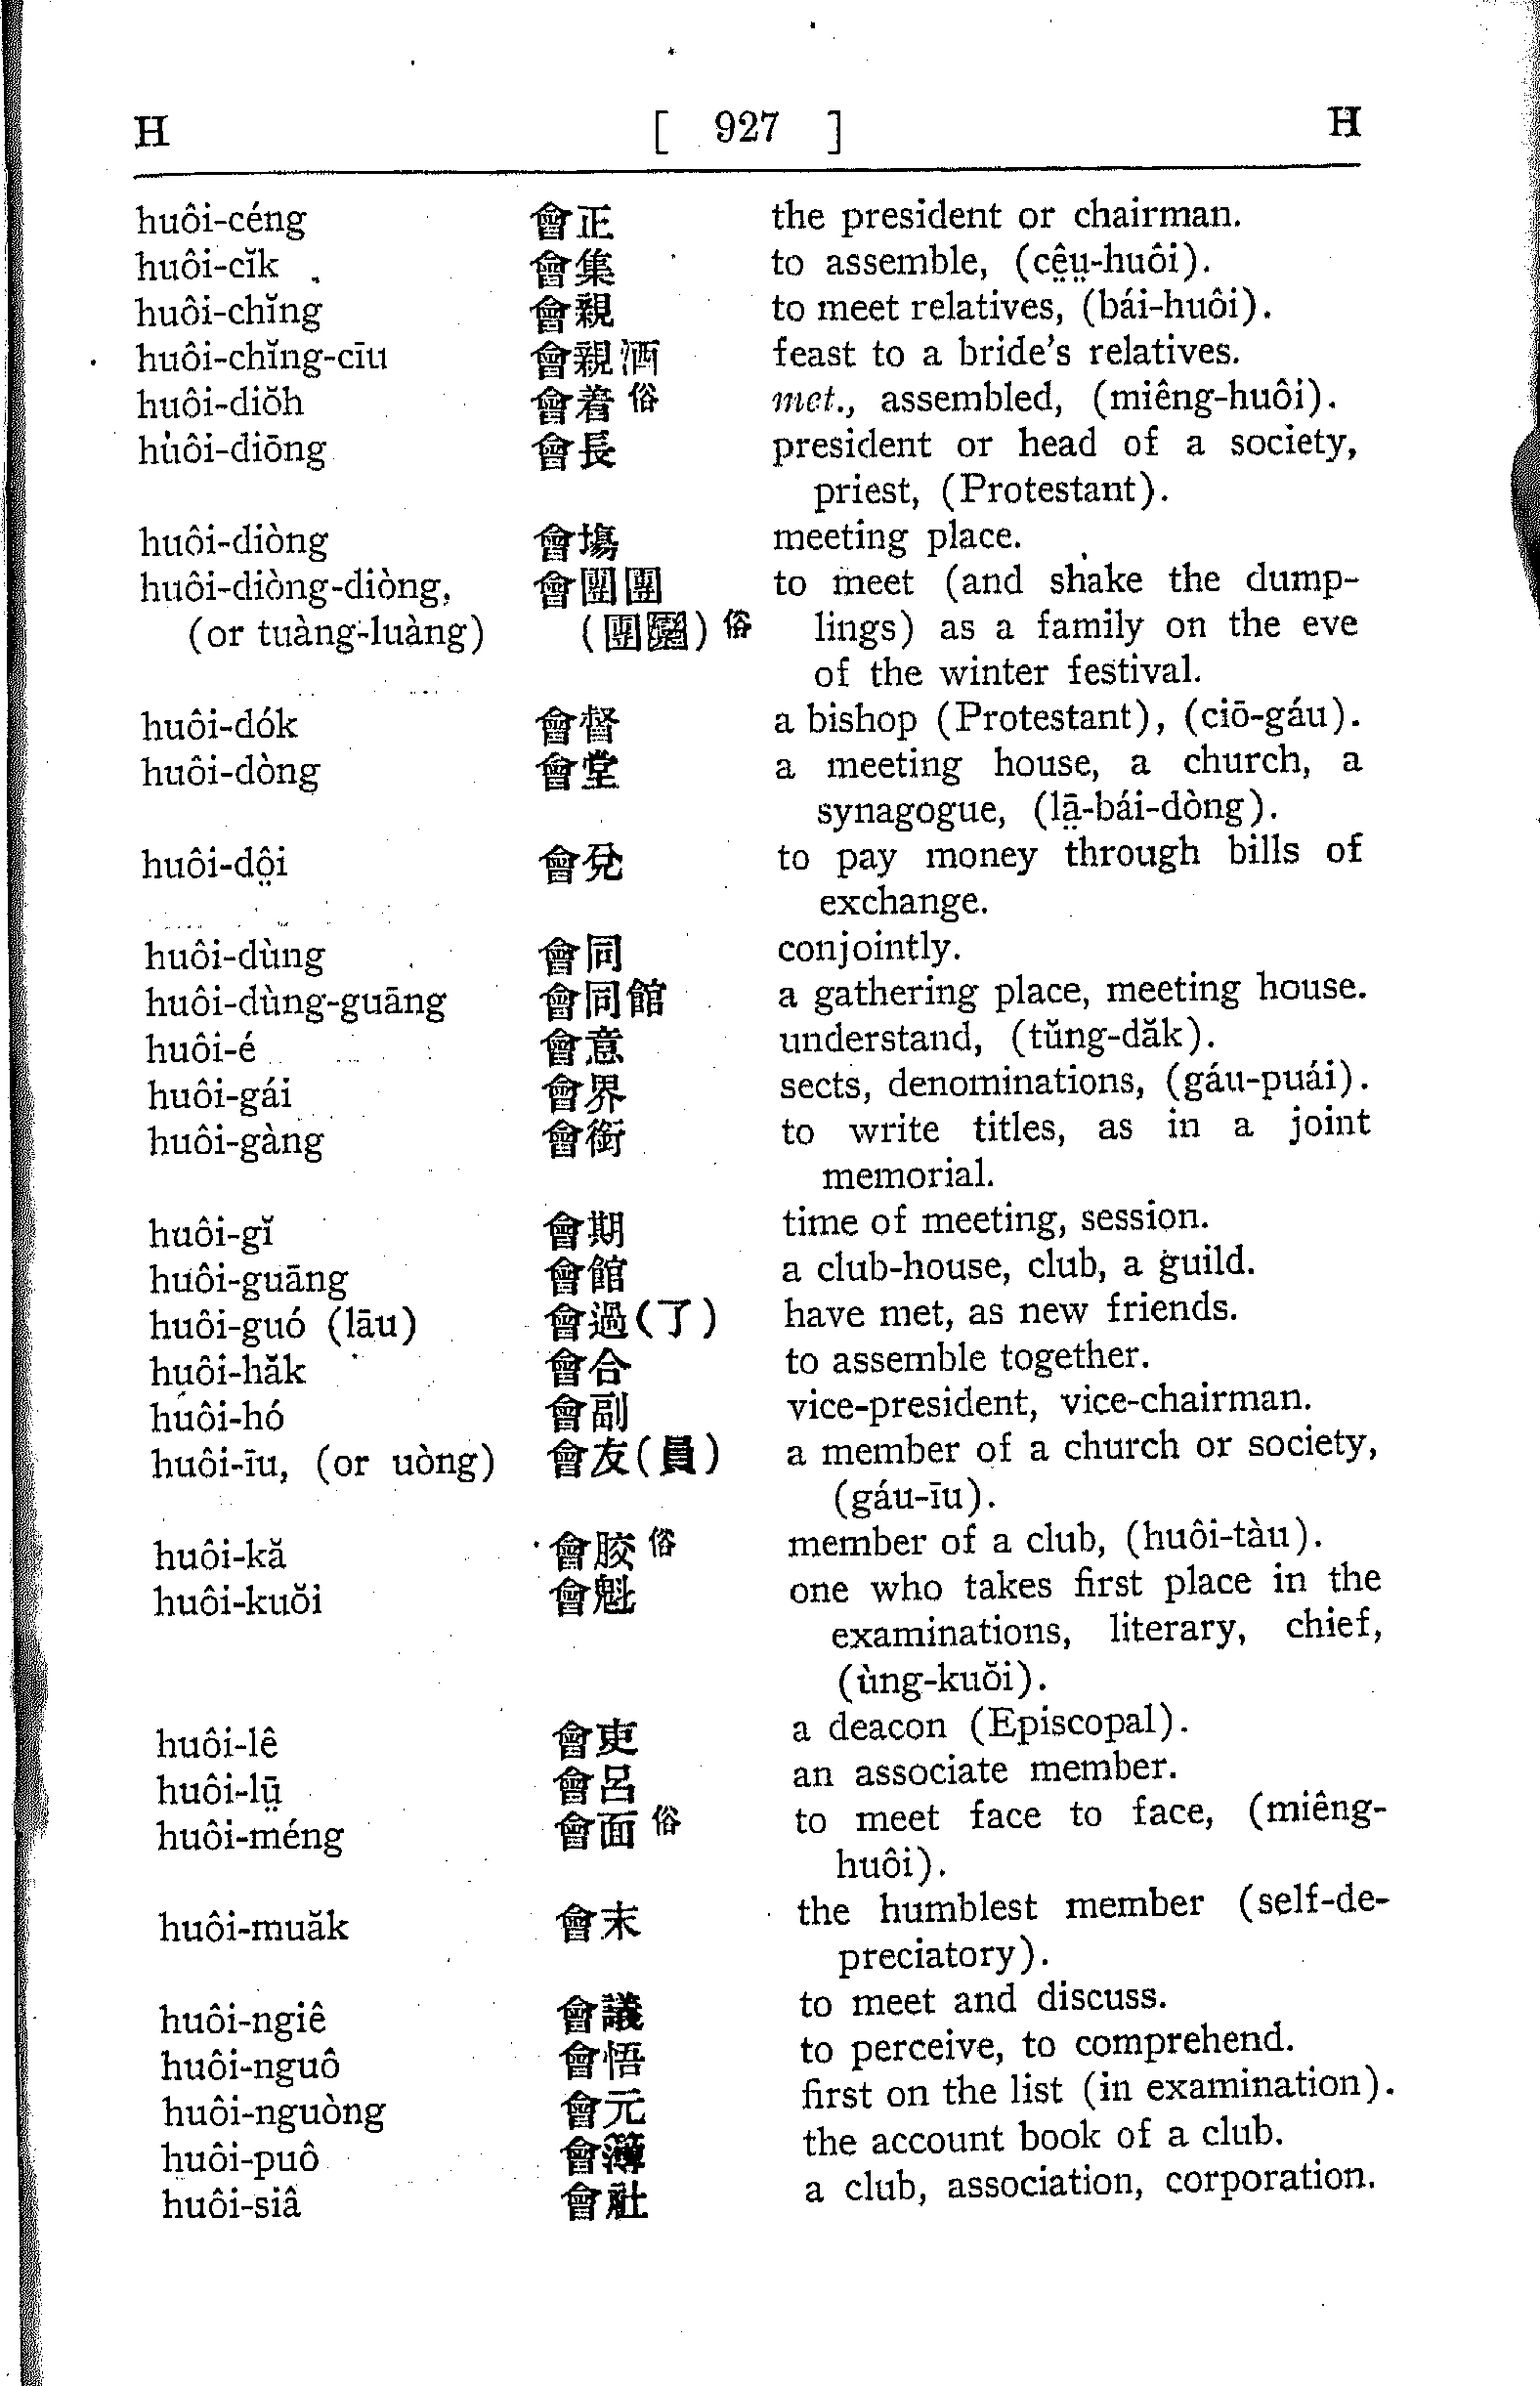 H [ 927 ] H
huôi-céng 會正 the president or chairman.
huôi-cĭk 會集 to assemble, (cê̤ṳ-huôi).
huôi-chĭng 會親 to meet relatives, (bái-huôi).
huôi-chĭng-cīu 會親酒 feast to a bride's relatives.
huôi-diŏh 會着俗 met., assembled, (miêng-huôi).
huôi-diōng 會長 president or head of a society,
priest, (Protestant).
huôi-diòng 會塲 meeting place.
huôi-diòng-diòng, 會團團 to meet (and shake the dump-
(or tuàng-luàng) (團圞)俗 lings) as a family on the eve
of the winter festival.
huôi-dók 會督 a bishop (Protestant), (ciō-gáu).
huôi-dòng 會堂 a meeting house, a church, a
synagogue, (lā̤-bái-dòng).
huôi-dô̤i 會兌 to pay money through bills of
exchange.
huôi-dùng 會同 conjointly.
huôi-dùng-guāng 會同館 a gathering place, meeting house.
huôi-é 會意 understand, (tŭng-dăk).
huôi-gái 會界 sects, denominations, (gáu-puái).
huôi-gàng 會銜 to write titles, as in a joint
memorial.
huôi-gĭ 會期 time of meeting, session.
huôi-guāng 會館 a club-house, club, a guild.
huôi-guó (lāu) 會過(了) have met, as new friends.
huôi-hăk 會合 to assemble together.
huôi-hó 會副 vice-president, vice-chairman.
huôi-īu, (or uòng) 會友(員) a member of a church or society,
(gáu-īu).
huôi-kă 會胶俗 member of a club, (huôi-tàu).
huôi-kuŏi 會魁 one who takes first place in the
examinations, literary, chief,
(ùng-kuŏi).
huôi-lê 會吏 a deacon (Episcopal).
huôi-lṳ̄ 會呂 an associate member.
huôi-méng 會面俗 to meet face to face, (miêng-
huôi).
huôi-muăk 會末 the humblest member (self-de-
preciatory).
huôi-ngiê 會議 to meet and discuss.
huôi-nguô 會悟 to perceive, to comprehend.
huôi-nguòng 會元 first on the list (in examination).
huôi-puô 會簿 the account book of a club.
huôi-siâ 會社 a club, association, corporation.